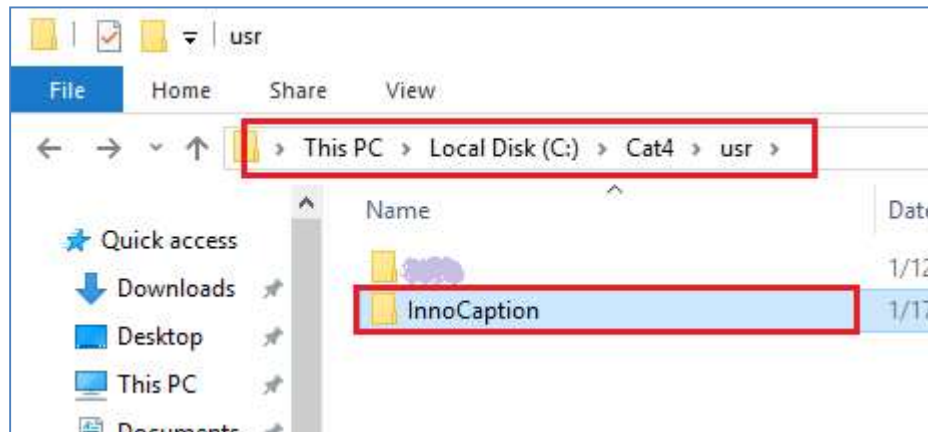 usr
File Home Share View
This PC > Local Disk (C:) > Cat4 > usr >
Name Date
Quick access
1/12
Downloads
InnoCaption 1/17
Desktop
This PC
Documents